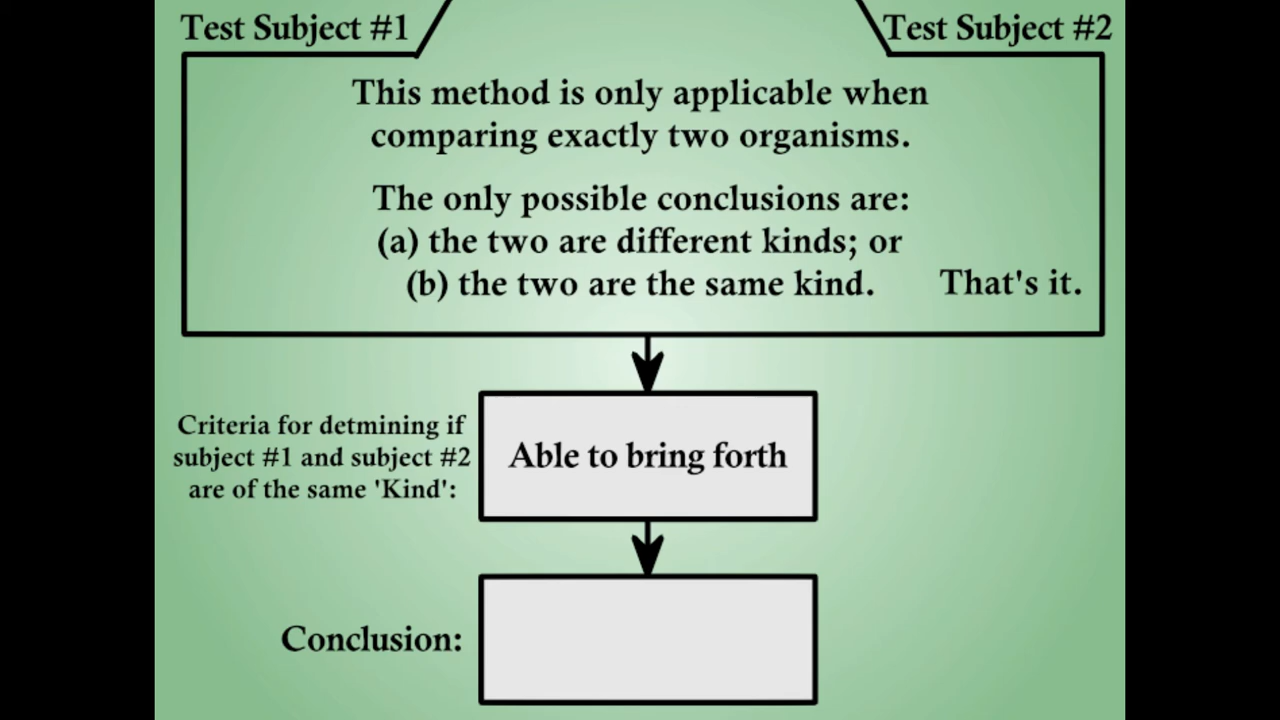 Test Subject #1
Test Subject #2
This method is only applicable when
comparing exactly two organisms.
The only possible conclusions are:
(a) the two are different kinds; or
(b) the two are the same kind.
That's it.
Criteria for detmining if
subject #1 and subject #2
are of the same 'Kind':
Able to bring forth
Conclusion: